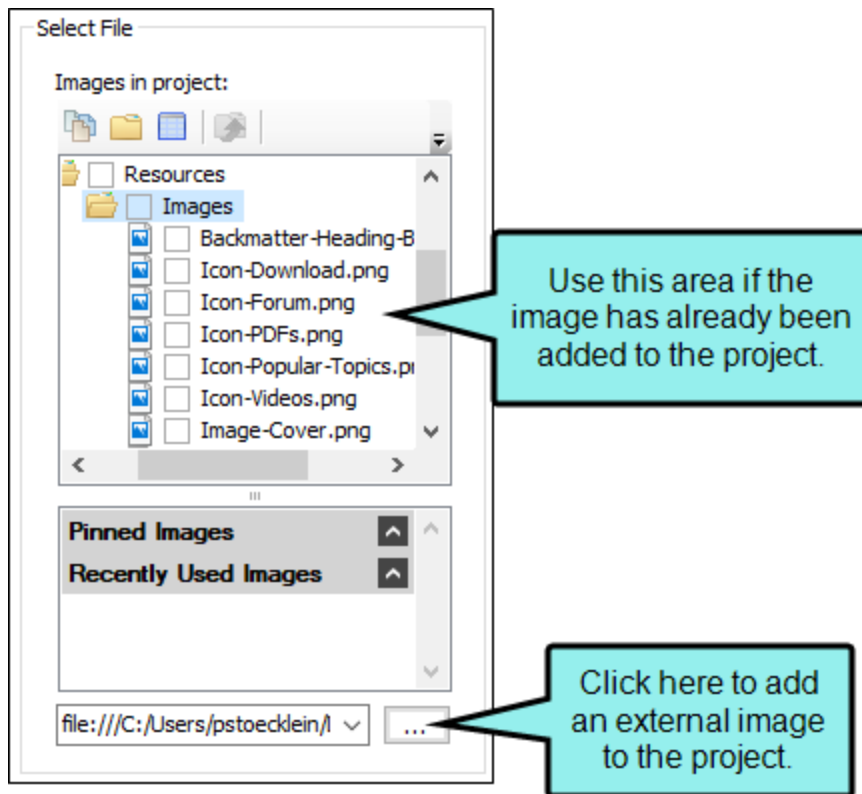 Select File
Images in project:
Resources
Images
Backmatter-Heading-B
Icon-Download.png
Icon-Forum.png
Icon-PDFs.png
Icon-Popular-Topics.p
Icon-Videos.png
Image-Cover.png
Use this area if the
image has already been
added to the project.
Pinned Images
Recently Used Images
file:///C:/Users/pstoecklein/
...
Click here to add
an external image
to the project.